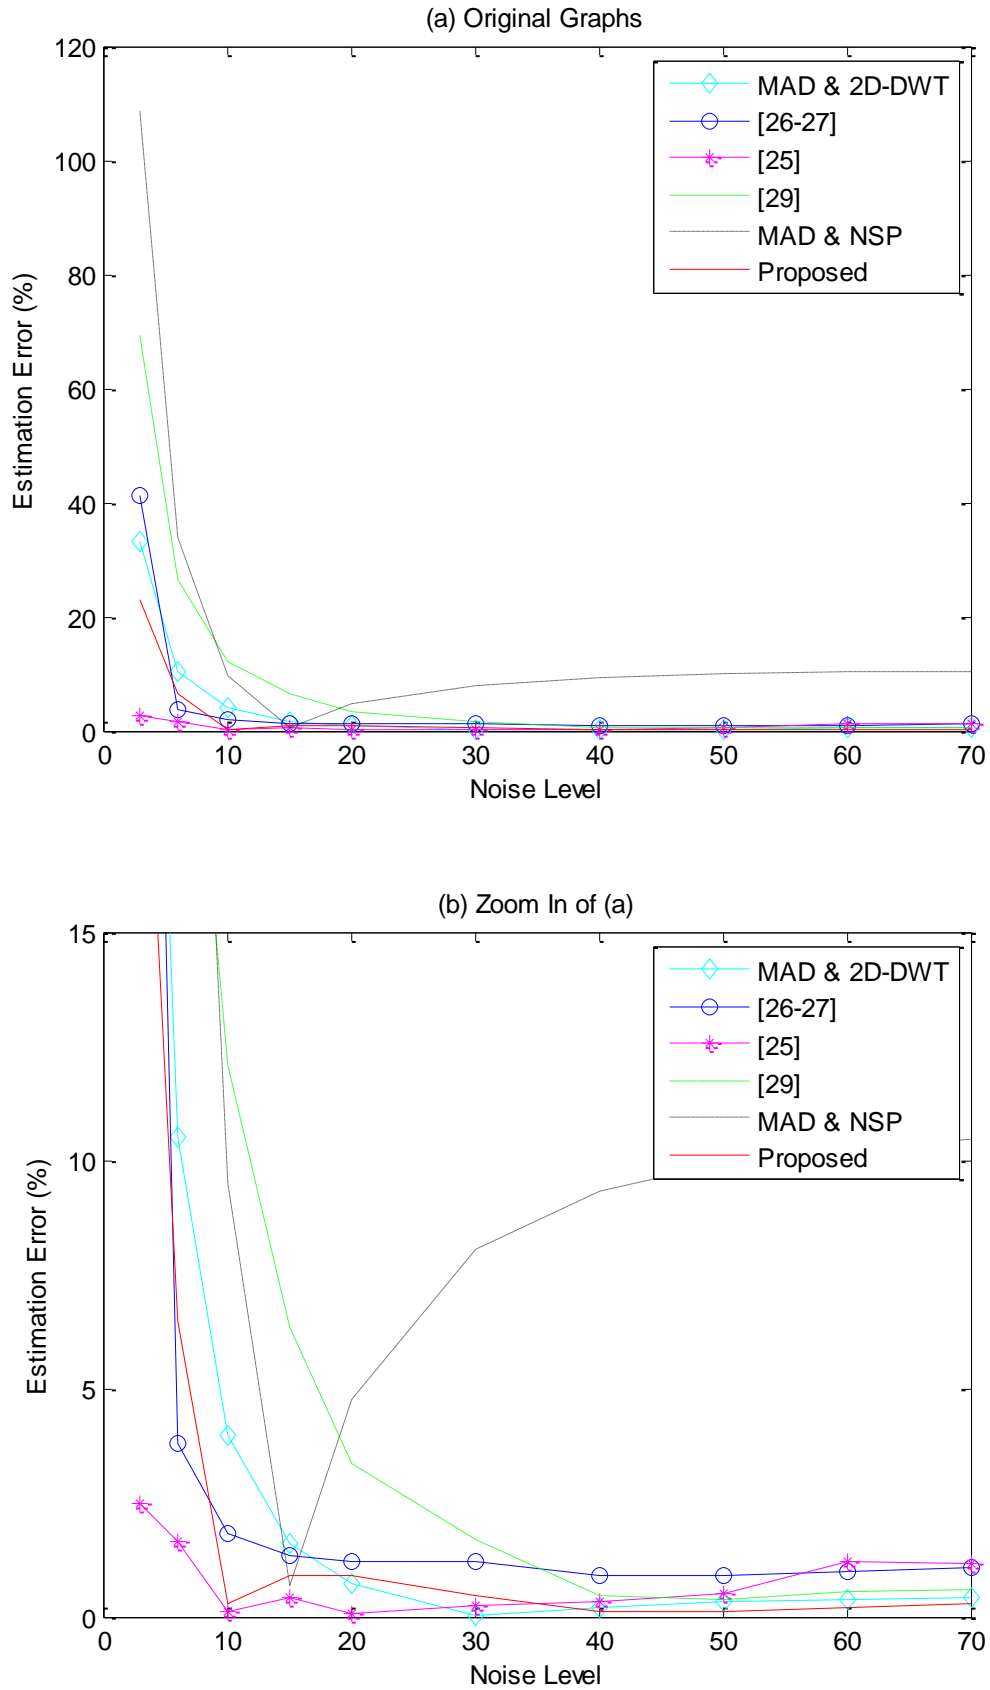 (a) Original Graphs
120
100
80
60
40
20
0
Estimation Error (%)
MAD & 2D-DWT
[26-27]
[25]
[29]
MAD & NSP
Proposed
0 10 20 30 40 50 60 70
Noise Level
(b) Zoom In of (a)
15
10
5
0
Estimation Error (%)
MAD & 2D-DWT
[26-27]
[25]
[29]
MAD & NSP
Proposed
0 10 20 30 40 50 60 70
Noise Level